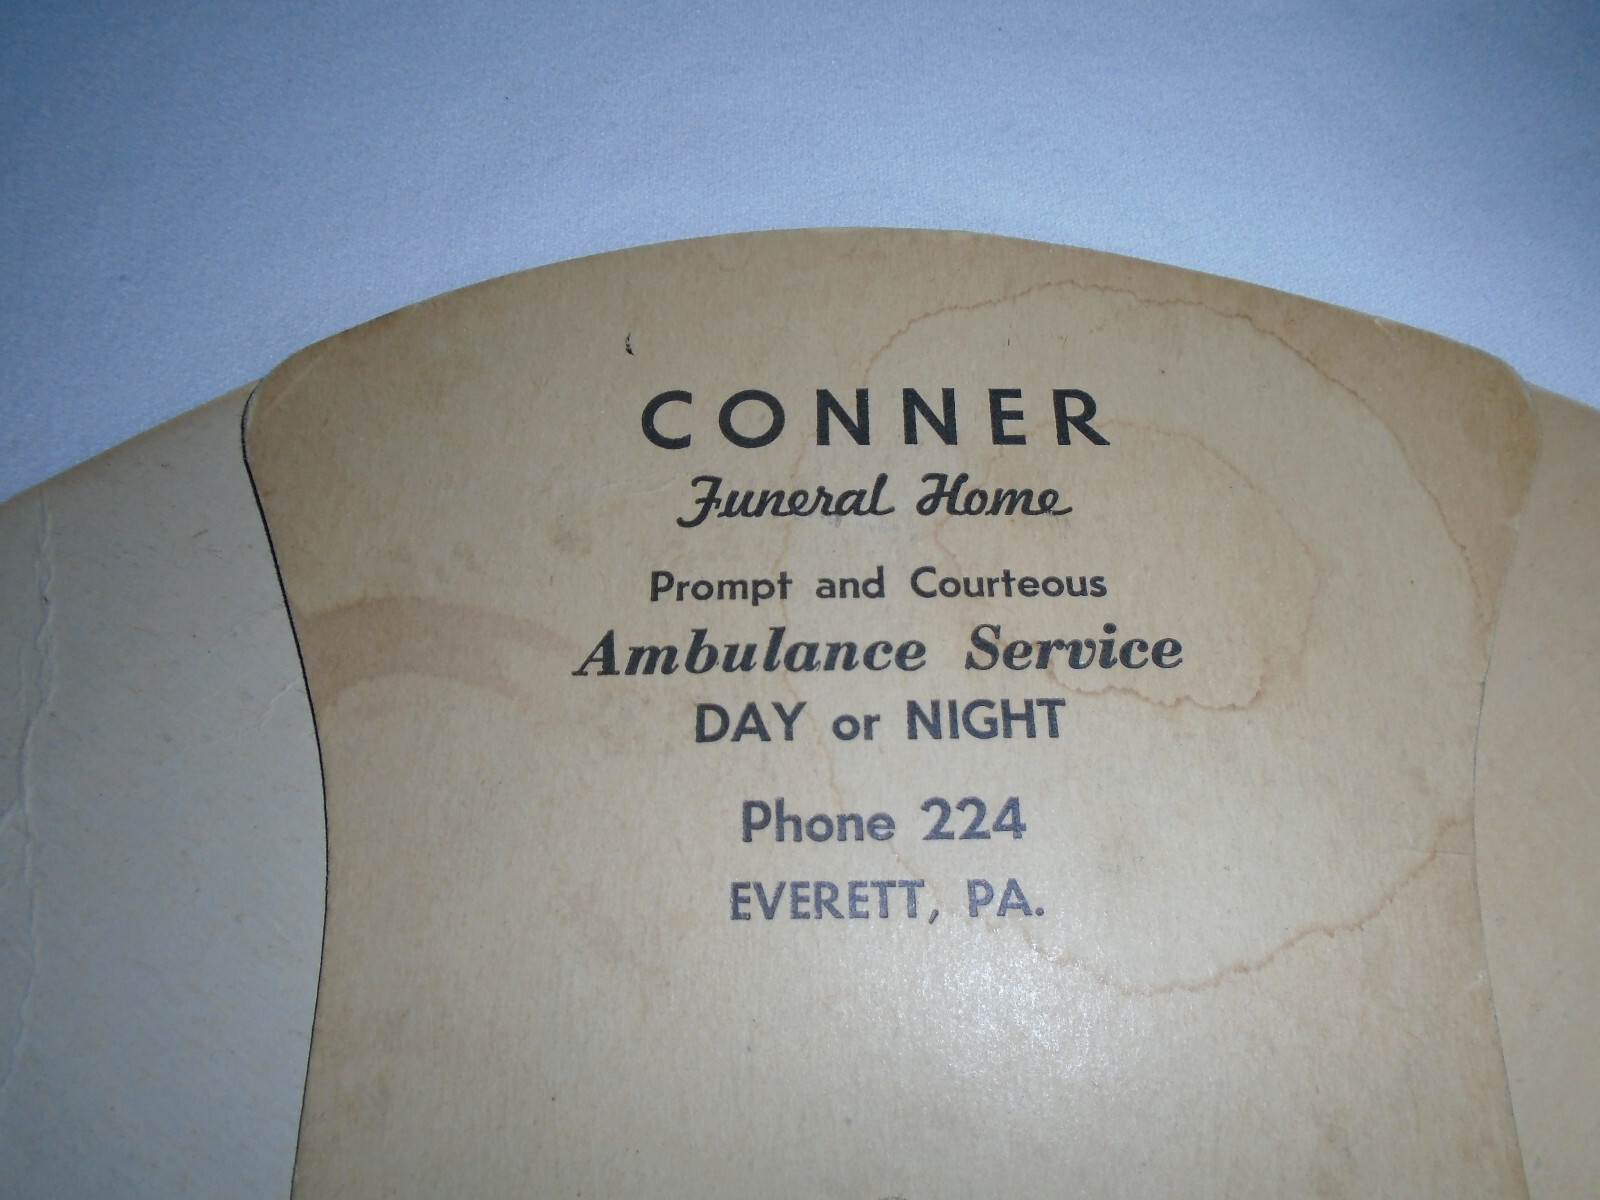 CONNER
Funeral Home
Prompt and Courteous
Ambulance Service
DAY or NIGHT
Phone 224
EVERETT, PA.